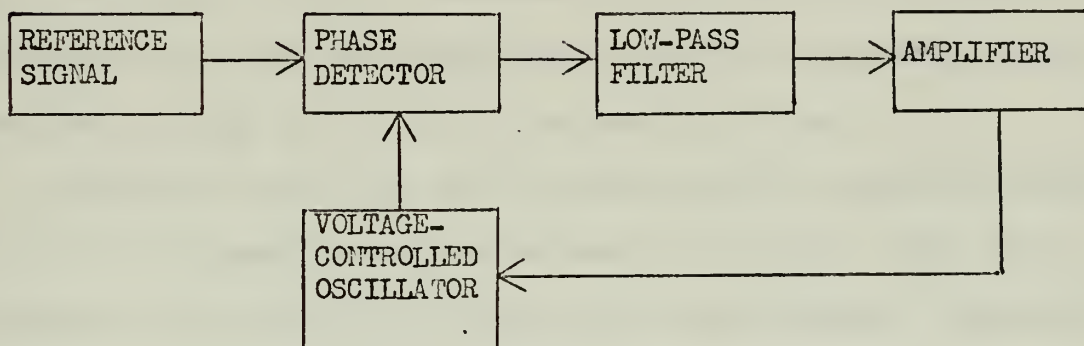 REFERENCE
SIGNAL
PHASE
DETECTOR
LOW-PASS
FILTER
AMPLIFIER
VOLTAGE-
CONTROLLED
OSCILLATOR